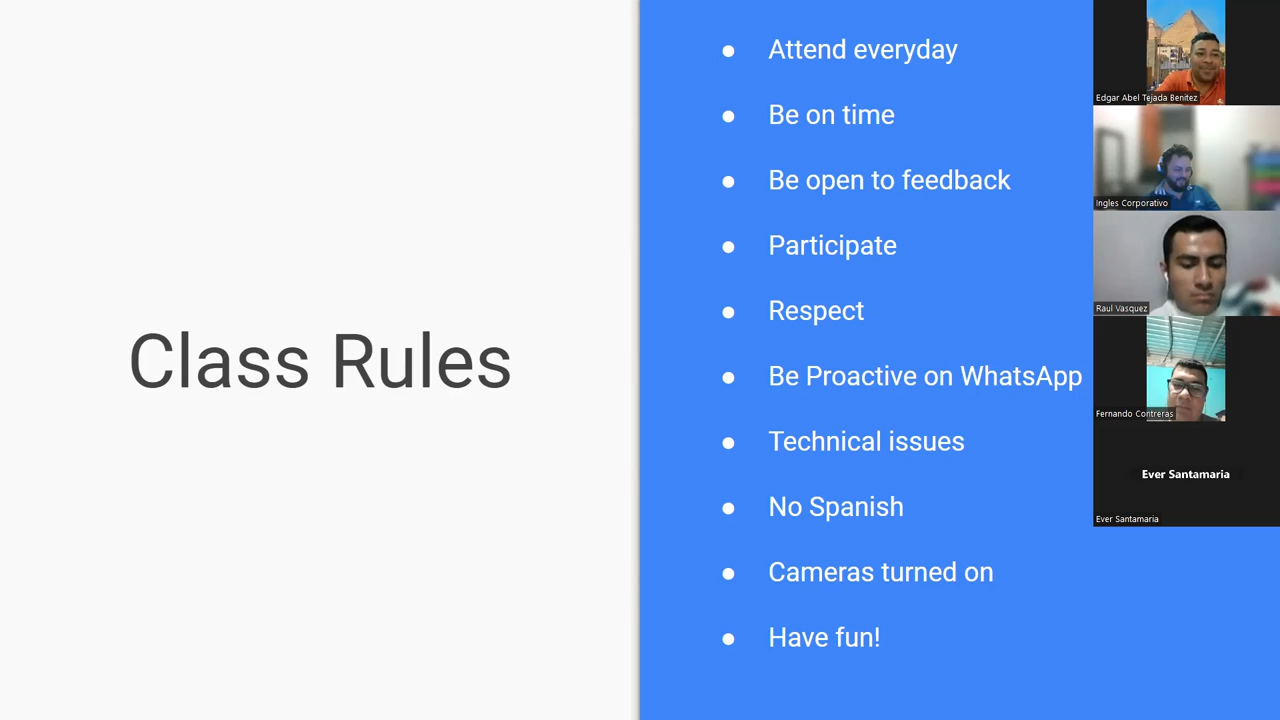 Class Rules
● Attend everyday
● Be on time
● Be open to feedback
● Participate
● Respect
● Be Proactive on WhatsApp
● Technical issues
● No Spanish
● Cameras turned on
● Have fun!
Edgar Abel Tejada Benitez
Ingles Corporativo
Raul Vasquez
Fernando Contreras
Ever Santamaria
Ever Santamaria